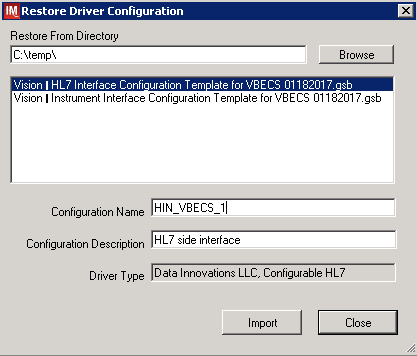 IM Restore Driver Configuration
Restore From Directory
C:\temp\ Browse
Vision | HL7 Interface Configuration Template for VBECS 01182017.gsb
Vision | Instrument Interface Configuration Template for VBECS 01182017.gsb
Configuration Name HIN_VBECS_1
Configuration Description HL7 side interface
Driver Type Data Innovations LLC, Configurable HL7
Import Close